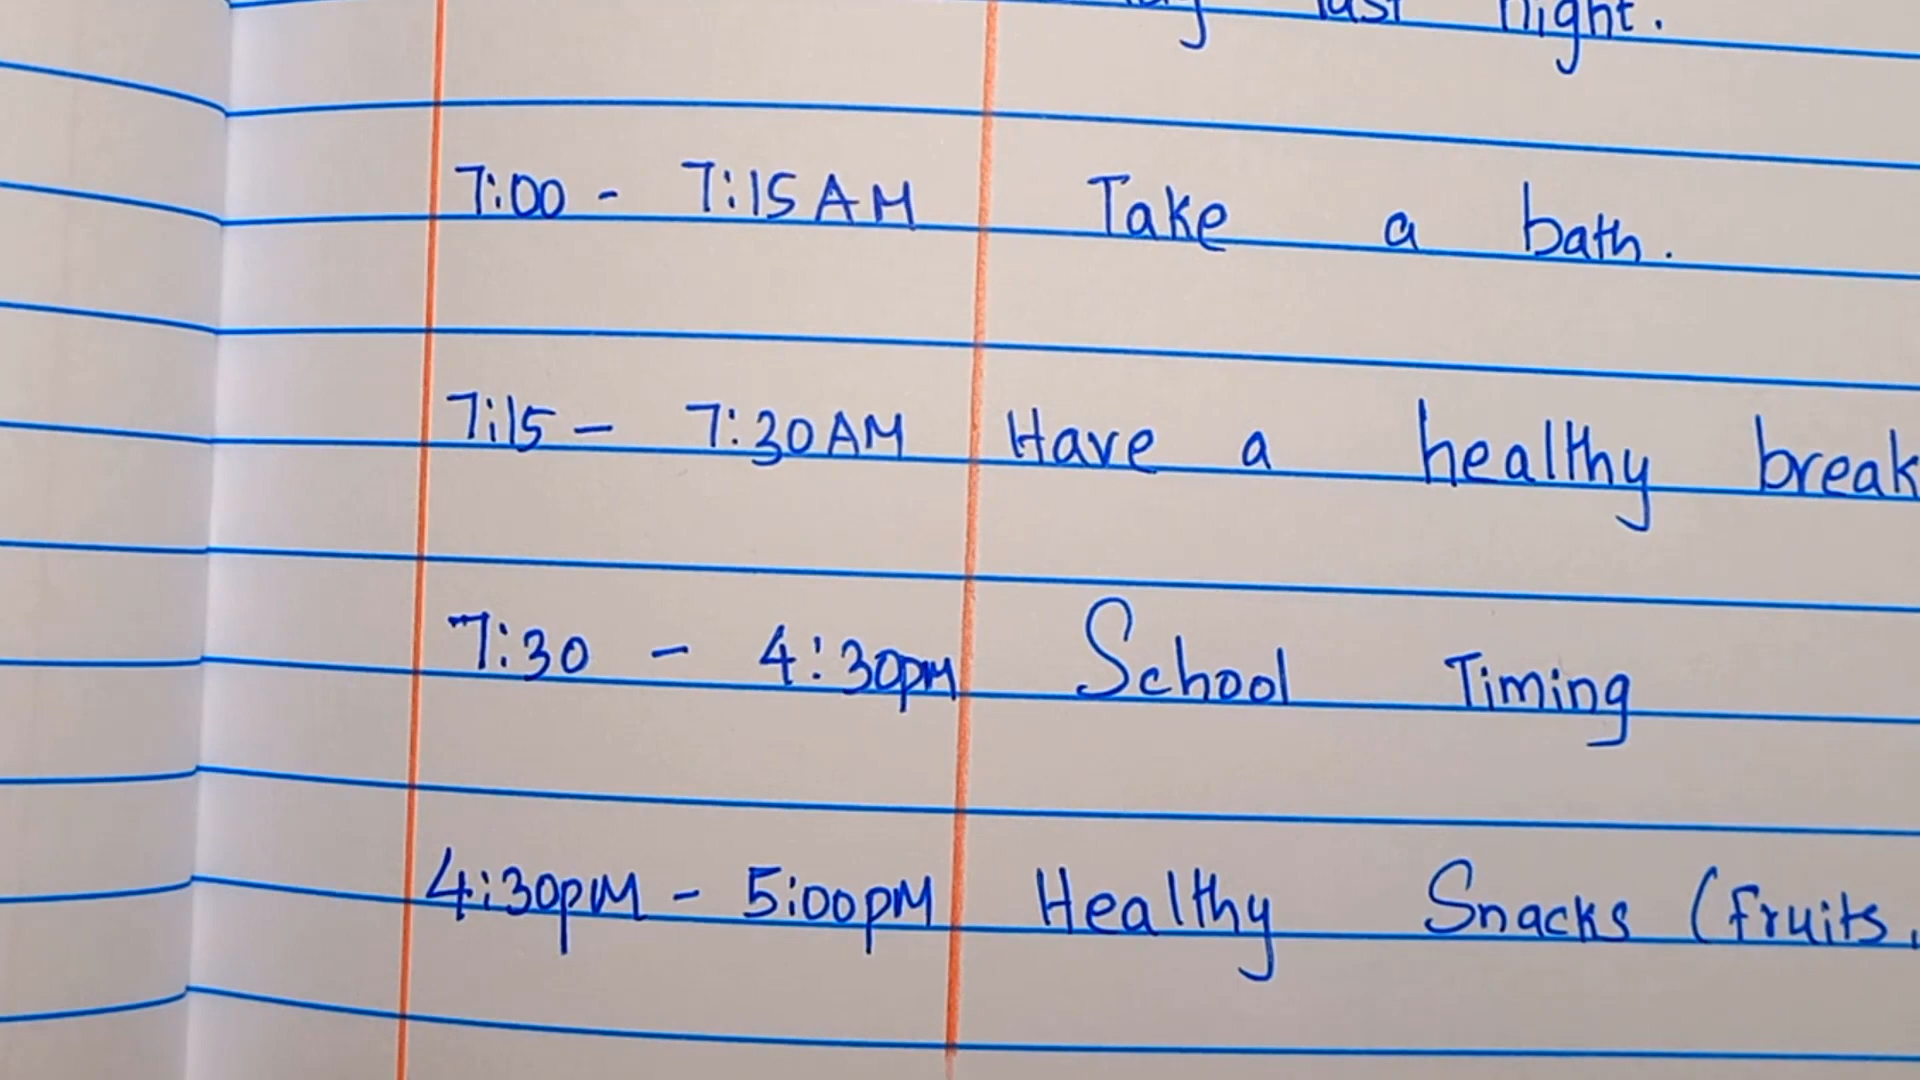 last night.
7:00 - 7:15 AM Take a bath.
7:15 - 7:30 AM Have a healthy break
7:30 - 4:30pm School Timing
4:30pm - 5:00pm Healthy Snacks (fruits,